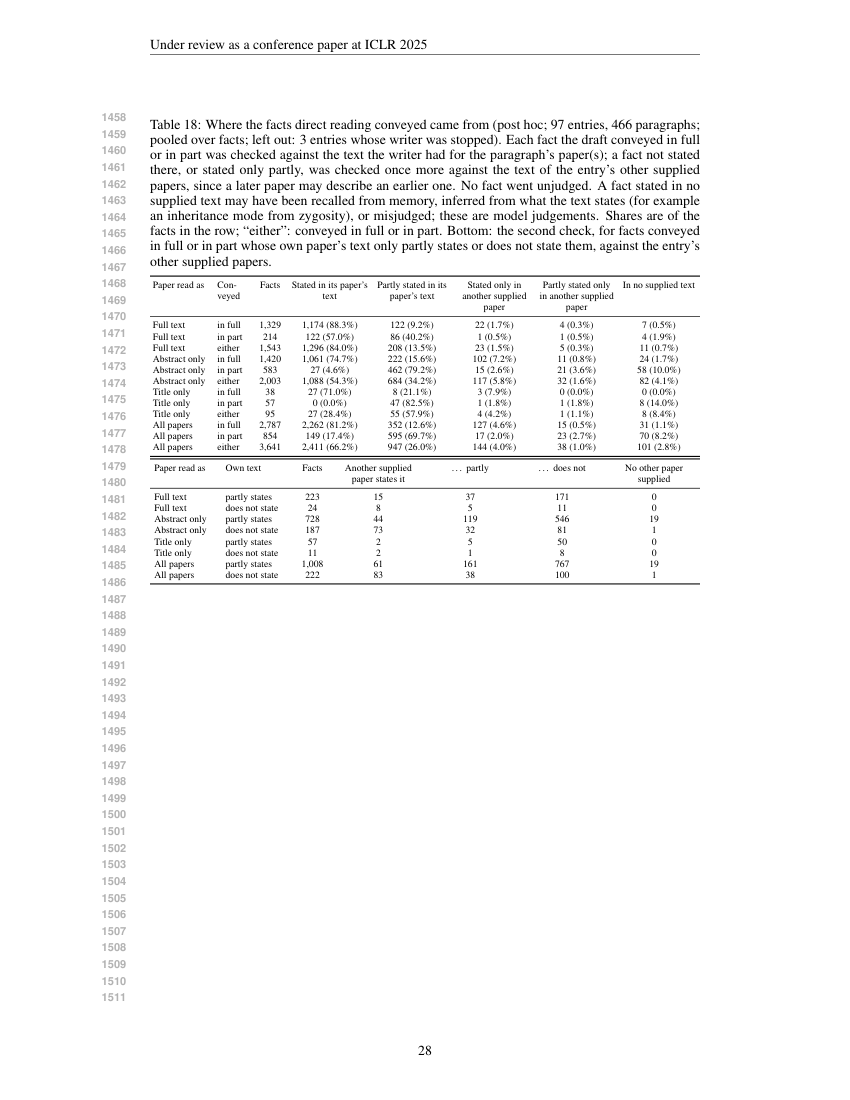 Under review as a conference paper at ICLR 2025
1458
1459 Table 18: Where the facts direct reading conveyed came from (post hoc; 97 entries, 466 paragraphs;
1460 pooled over facts; left out: 3 entries whose writer was stopped). Each fact the draft conveyed in full
1461 or in part was checked against the text the writer had for the paragraph's paper(s); a fact not stated
1462 there, or stated only partly, was checked once more against the text of the entry's other supplied
1463 papers, since a later paper may describe an earlier one. No fact went unjudged. A fact stated in no
1464 supplied text may have been recalled from memory, inferred from what the text states (for example
1465 an inheritance mode from zygosity), or misjudged; these are model judgements. Shares are of the
1466 facts in the row; "either": conveyed in full or in part. Bottom: the second check, for facts conveyed
1467 in full or in part whose own paper's text only partly states or does not state them, against the entry's
other supplied papers.
1468 Paper read as Con- Facts Stated in its paper's Partly stated in its Stated only in Partly stated only In no supplied text
1469 veyed text paper's text another supplied in another supplied
1470 paper paper
1471 Full text in full 1,329 1,174 (88.3%) 122 (9.2%) 22 (1.7%) 4 (0.3%) 7 (0.5%)
1472 Full text in part 214 122 (57.0%) 86 (40.2%) 1 (0.5%) 1 (0.5%) 4 (1.9%)
Full text either 1,543 1,296 (84.0%) 208 (13.5%) 23 (1.5%) 5 (0.3%) 11 (0.7%)
1473 Abstract only in full 1,420 1,061 (74.7%) 222 (15.6%) 102 (7.2%) 11 (0.8%) 24 (1.7%)
1474 Abstract only in part 583 27 (4.6%) 462 (79.2%) 15 (2.6%) 21 (3.6%) 58 (10.0%)
Abstract only either 2,003 1,088 (54.3%) 684 (34.2%) 117 (5.8%) 32 (1.6%) 82 (4.1%)
1475 Title only in full 38 27 (71.0%) 8 (21.1%) 3 (7.9%) 0 (0.0%) 0 (0.0%)
1476 Title only in part 57 0 (0.0%) 47 (82.5%) 1 (1.8%) 1 (1.8%) 8 (14.0%)
Title only either 95 27 (28.4%) 55 (57.9%) 4 (4.2%) 1 (1.1%) 8 (8.4%)
1477 All papers in full 2,787 2,262 (81.2%) 352 (12.6%) 127 (4.6%) 15 (0.5%) 31 (1.1%)
All papers in part 854 149 (17.4%) 595 (69.7%) 17 (2.0%) 23 (2.7%) 70 (8.2%)
1478 All papers either 3,641 2,411 (66.2%) 947 (26.0%) 144 (4.0%) 38 (1.0%) 101 (2.8%)
1479 Paper read as Own text Facts Another supplied ... partly ... does not No other paper
1480 paper states it supplied
1481 Full text partly states 223 15 37 171 0
Full text does not state 24 8 5 11 0
1482 Abstract only partly states 728 44 119 546 19
1483 Abstract only does not state 187 73 32 81 1
1484 Title only partly states 57 2 5 50 0
Title only does not state 11 2 1 8 0
1485 All papers partly states 1,008 61 161 767 19
1486 All papers does not state 222 83 38 100 1
1487
1488
1489
1490
1491
1492
1493
1494
1495
1496
1497
1498
1499
1500
1501
1502
1503
1504
1505
1506
1507
1508
1509
1510
1511
28